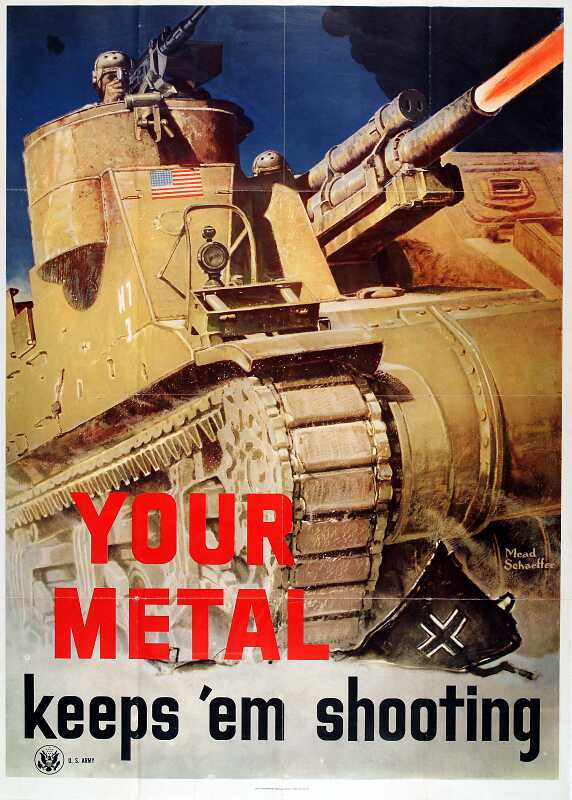 YOUR
METAL
Mead
Schaeffer
keeps 'em shooting
U. S. ARMY